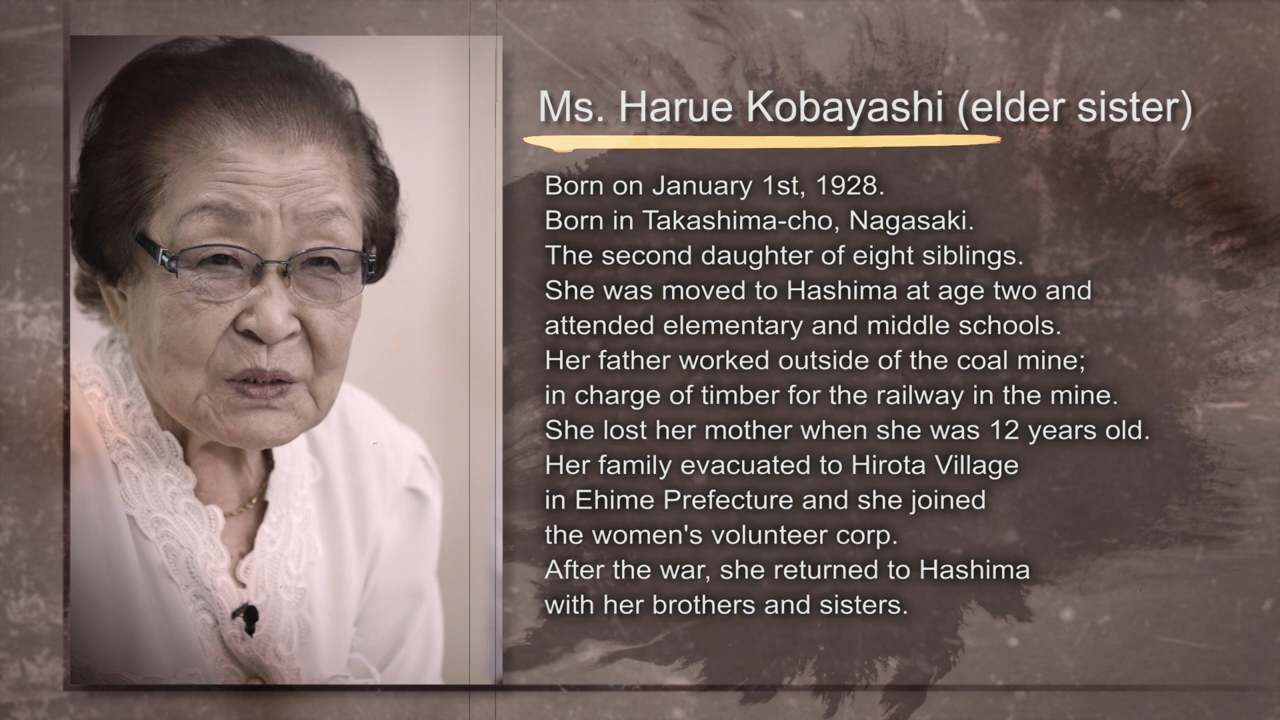 Ms. Harue Kobayashi (elder sister)
Born on January 1st, 1928.
Born in Takashima-cho, Nagasaki.
The second daughter of eight siblings.
She was moved to Hashima at age two and
attended elementary and middle schools.
Her father worked outside of the coal mine;
in charge of timber for the railway in the mine.
She lost her mother when she was 12 years old.
Her family evacuated to Hirota Village
in Ehime Prefecture and she joined
the women's volunteer corp.
After the war, she returned to Hashima
with her brothers and sisters.